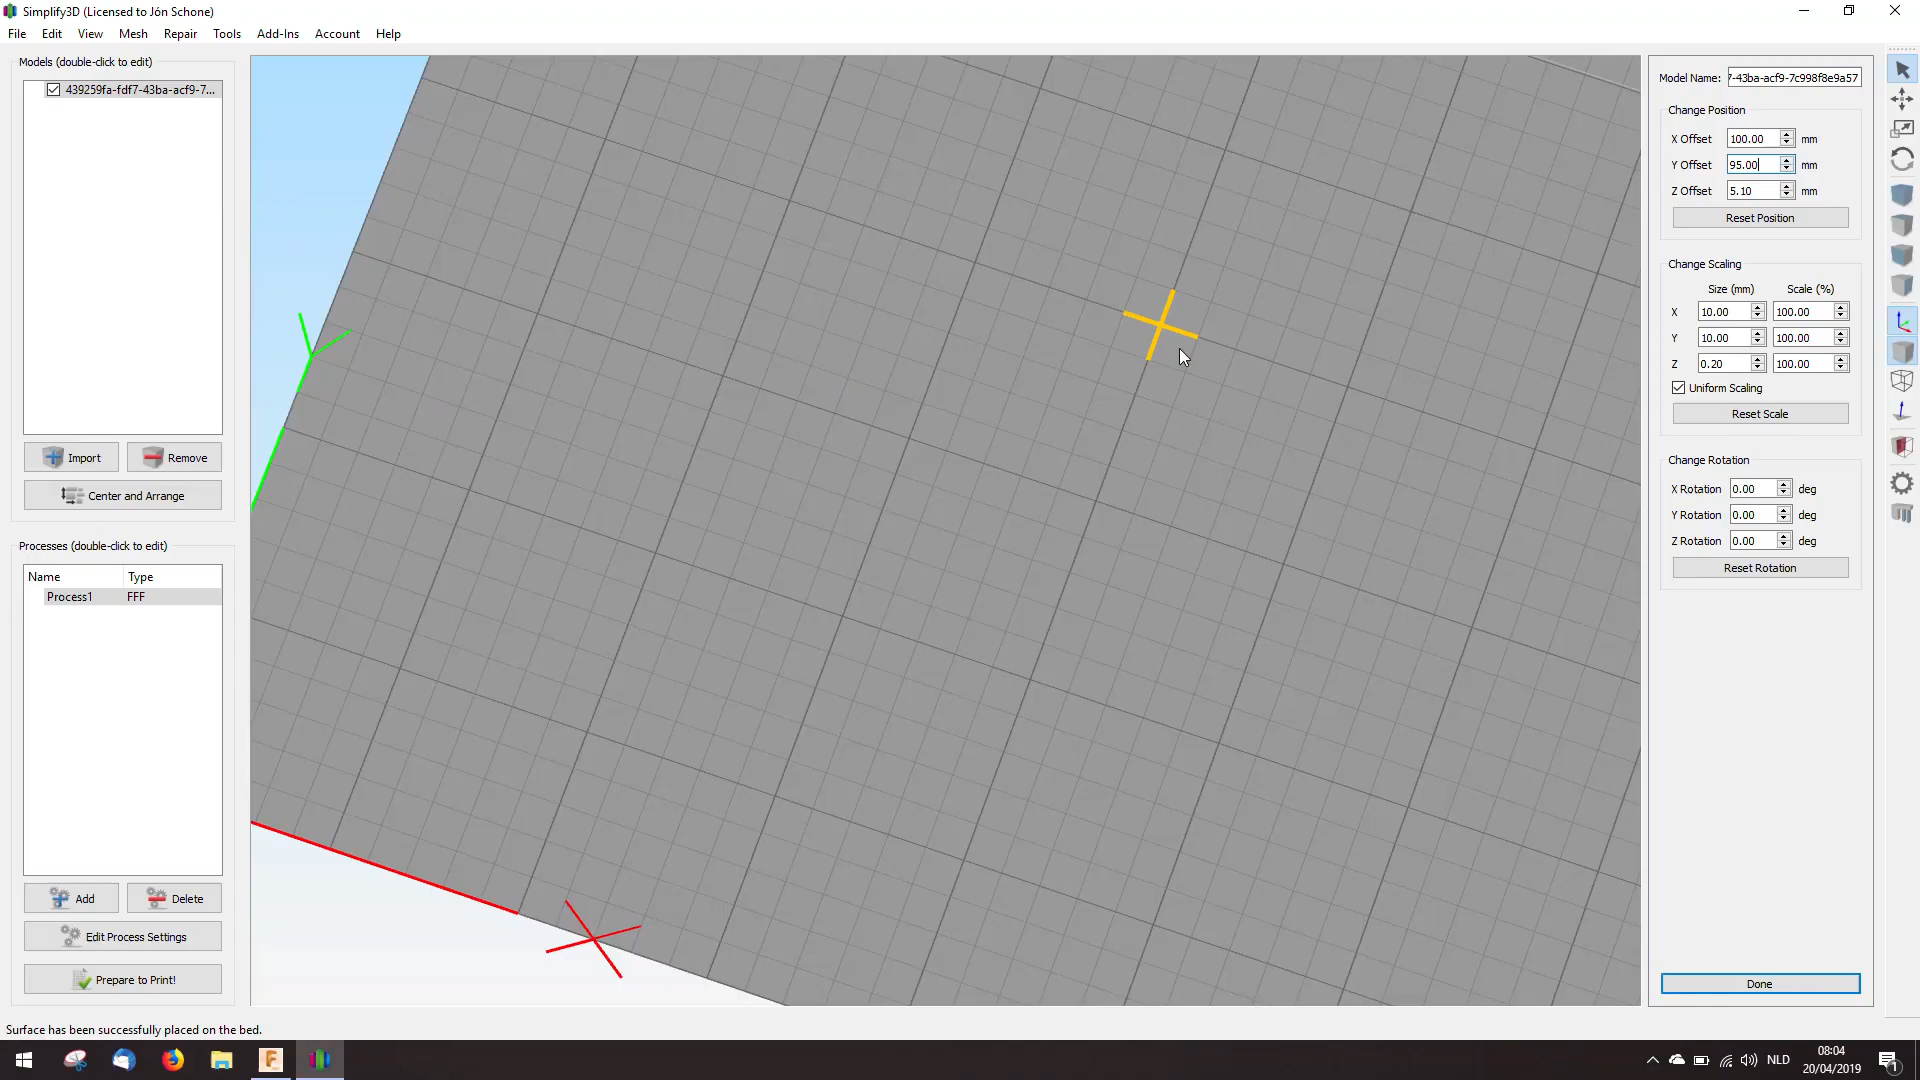 Simplify3D (Licensed to Jón Schone)
File Edit View Mesh Repair Tools Add-Ins Account Help
Models (double-click to edit)
439259fa-fdf7-43ba-acf9-7...
Import Remove
Center and Arrange
Processes (double-click to edit)
Name Type
Process1 FFF
Add Delete
Edit Process Settings
Prepare to Print!
Y
X
Model Name: 7-43ba-acf9-7c998f8e9a57
Change Position
X Offset 100.00 mm
Y Offset 95.00 mm
Z Offset 5.10 mm
Reset Position
Change Scaling
Size (mm) Scale (%)
X 10.00 100.00
Y 10.00 100.00
Z 0.20 100.00
Uniform Scaling
Reset Scale
Change Rotation
X Rotation 0.00 deg
Y Rotation 0.00 deg
Z Rotation 0.00 deg
Reset Rotation
Done
Surface has been successfully placed on the bed.
NLD
08:04
20/04/2019
1